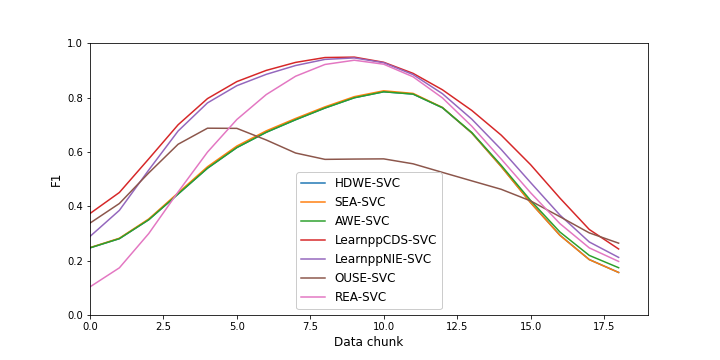 1.0
0.8
0.6
0.4
0.2
0.0
F1
HDWE-SVC
SEA-SVC
AWE-SVC
LearnppCDS-SVC
LearnppNIE-SVC
OUSE-SVC
REA-SVC
0.0 2.5 5.0 7.5 10.0 12.5 15.0 17.5
Data chunk